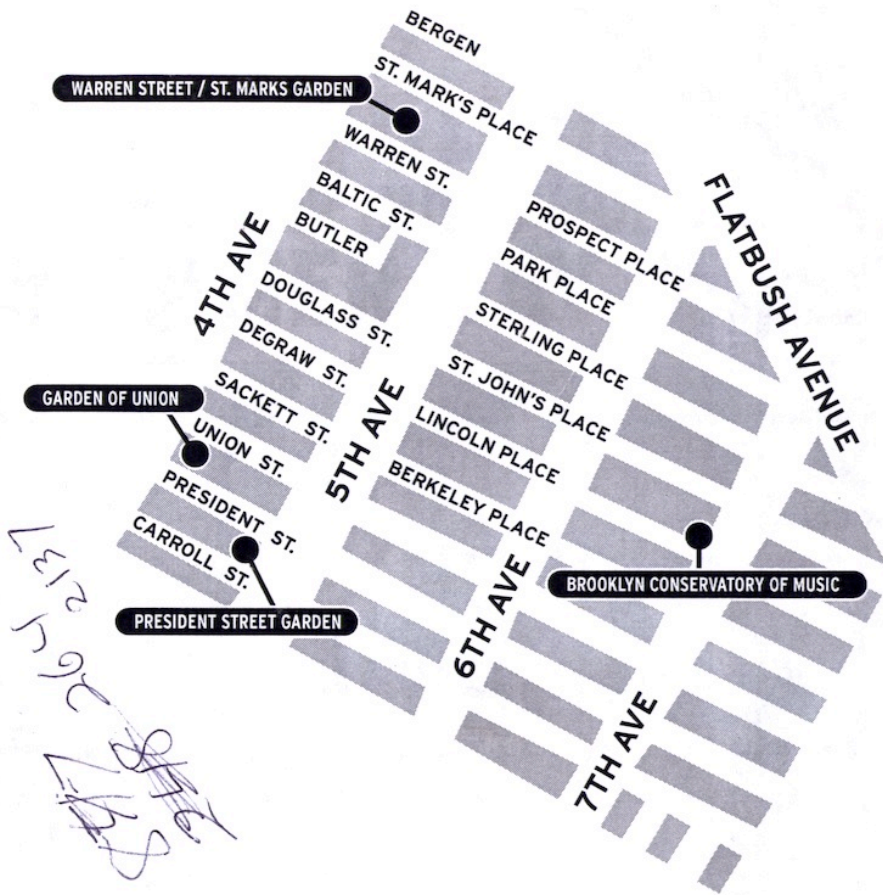 BERGEN
ST. MARK'S PLACE
WARREN STREET / ST. MARKS GARDEN
WARREN ST.
BALTIC ST.
BUTLER
PROSPECT PLACE
FLATBUSH AVENUE
4TH AVE
PARK PLACE
DOUGLASS ST.
STERLING PLACE
DEGRAW ST.
ST. JOHN'S PLACE
SACKETT ST.
5TH AVE
GARDEN OF UNION
UNION ST.
LINCOLN PLACE
BERKELEY PLACE
PRESIDENT ST.
CARROLL ST.
6TH AVE
BROOKLYN CONSERVATORY OF MUSIC
PRESIDENT STREET GARDEN
7TH AVE
264 2137